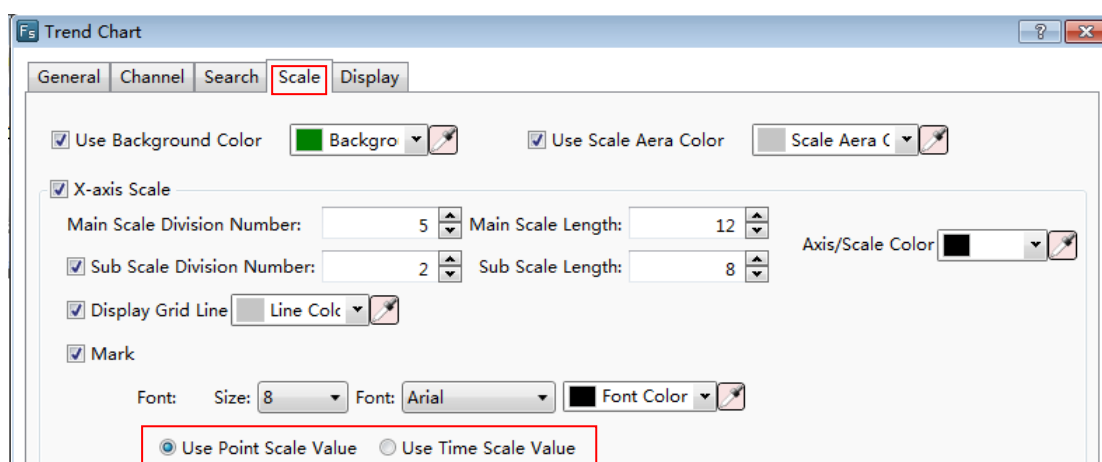 Fs Trend Chart
General Channel Search Scale Display
Use Background Color Backgro Use Scale Aera Color Scale Aera C
X-axis Scale
Main Scale Division Number: 5 Main Scale Length: 12
Axis/Scale Color
Sub Scale Division Number: 2 Sub Scale Length: 8
Display Grid Line Line Colc
Mark
Font: Size: 8 Font: Arial Font Color
Use Point Scale Value Use Time Scale Value